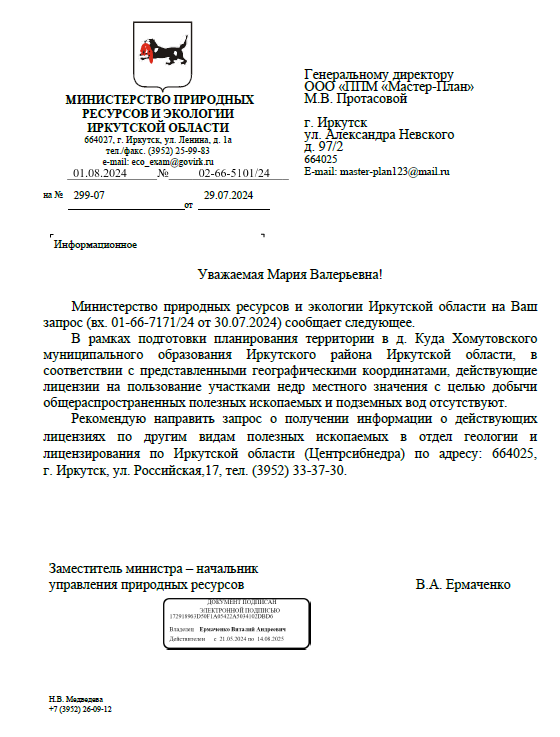 МИНИСТЕРСТВО ПРИРОДНЫХ
РЕСУРСОВ И ЭКОЛОГИИ
ИРКУТСКОЙ ОБЛАСТИ
664027, г. Иркутск, ул. Ленина, д. 1а
тел./факс. (3952) 25-99-83
e-mail: eco_exam@govirk.ru
01.08.2024 № 02-66-5101/24
на № 299-07 от 29.07.2024
Информационное
Генеральному директору
ООО «ППМ «Мастер-План»
М.В. Протасовой
г. Иркутск
ул. Александра Невского
д. 97/2
664025
E-mail: master-plan123@mail.ru
Уважаемая Мария Валерьевна!
Министерство природных ресурсов и экологии Иркутской области на Ваш
запрос (вх. 01-66-7171/24 от 30.07.2024) сообщает следующее.
В рамках подготовки планирования территории в д. Куда Хомутовского
муниципального образования Иркутского района Иркутской области, в
соответствии с представленными географическими координатами, действующие
лицензии на пользование участками недр местного значения с целью добычи
общераспространенных полезных ископаемых и подземных вод отсутствуют.
Рекомендую направить запрос о получении информации о действующих
лицензиях по другим видам полезных ископаемых в отдел геологии и
лицензирования по Иркутской области (Центрсибнедра) по адресу: 664025,
г. Иркутск, ул. Российская,17, тел. (3952) 33-37-30.
Заместитель министра – начальник
управления природных ресурсов В.А. Ермаченко
ДОКУМЕНТ ПОДПИСАН
ЭЛЕКТРОННОЙ ПОДПИСЬЮ
Владелец Ермаченко Виталий Андреевич
Действителен с 21.05.2024 по 14.08.2025
Н.В. Медведева
+7 (3952) 26-09-12